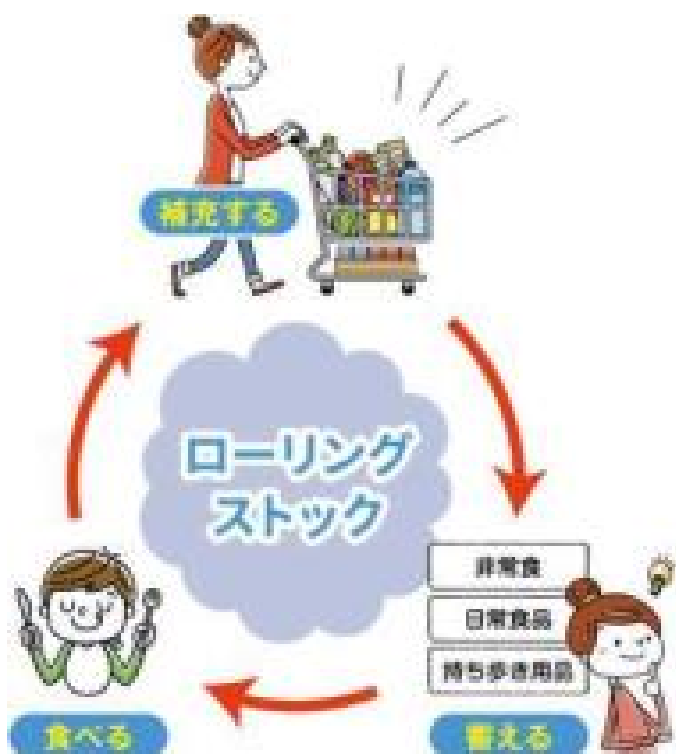 補充する
ローリング
ストック
非常食
日常食品
持ち歩き用品
食べる
蓄える